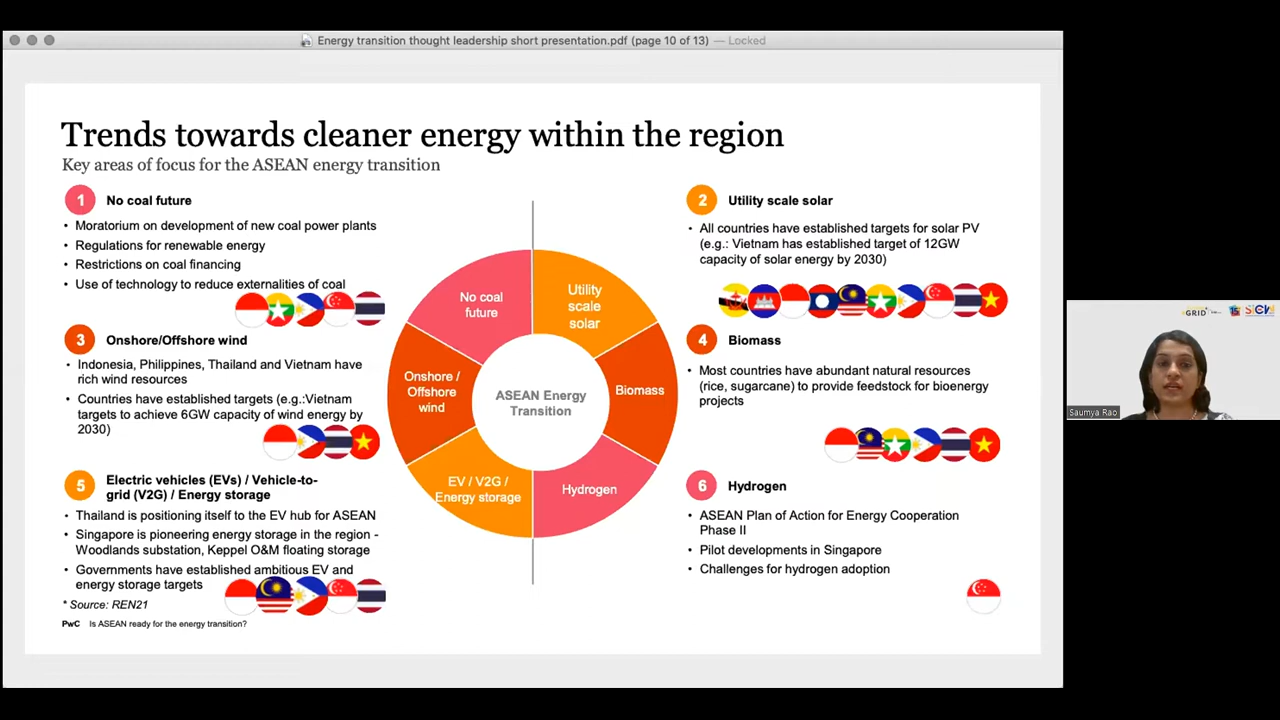 Energy transition thought leadership short presentation.pdf (page 10 of 13) — Locked
Trends towards cleaner energy within the region
Key areas of focus for the ASEAN energy transition
1 No coal future
• Moratorium on development of new coal power plants
• Regulations for renewable energy
• Restrictions on coal financing
• Use of technology to reduce externalities of coal
2 Utility scale solar
• All countries have established targets for solar PV
(e.g.: Vietnam has established target of 12GW
capacity of solar energy by 2030)
3 Onshore/Offshore wind
• Indonesia, Philippines, Thailand and Vietnam have
rich wind resources
• Countries have established targets (e.g.:Vietnam
targets to achieve 6GW capacity of wind energy by
2030)
4 Biomass
• Most countries have abundant natural resources
(rice, sugarcane) to provide feedstock for bioenergy
projects
5 Electric vehicles (EVs) / Vehicle-to-
grid (V2G) / Energy storage
• Thailand is positioning itself to the EV hub for ASEAN
• Singapore is pioneering energy storage in the region -
Woodlands substation, Keppel O&M floating storage
• Governments have established ambitious EV and
energy storage targets
6 Hydrogen
• ASEAN Plan of Action for Energy Cooperation
Phase II
• Pilot developments in Singapore
• Challenges for hydrogen adoption
No coal
future
Utility
scale
solar
Onshore /
Offshore
wind
ASEAN Energy
Transition
Biomass
EV / V2G /
Energy storage
Hydrogen
* Source: REN21
PwC Is ASEAN ready for the energy transition?
GRID
Saumya Rao